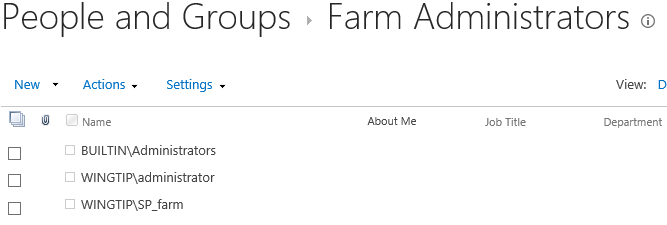 People and Groups ▸ Farm Administrators
New Actions Settings View: D
Name About Me Job Title Department
BUILTIN\Administrators
WINGTIP\administrator
WINGTIP\SP_farm